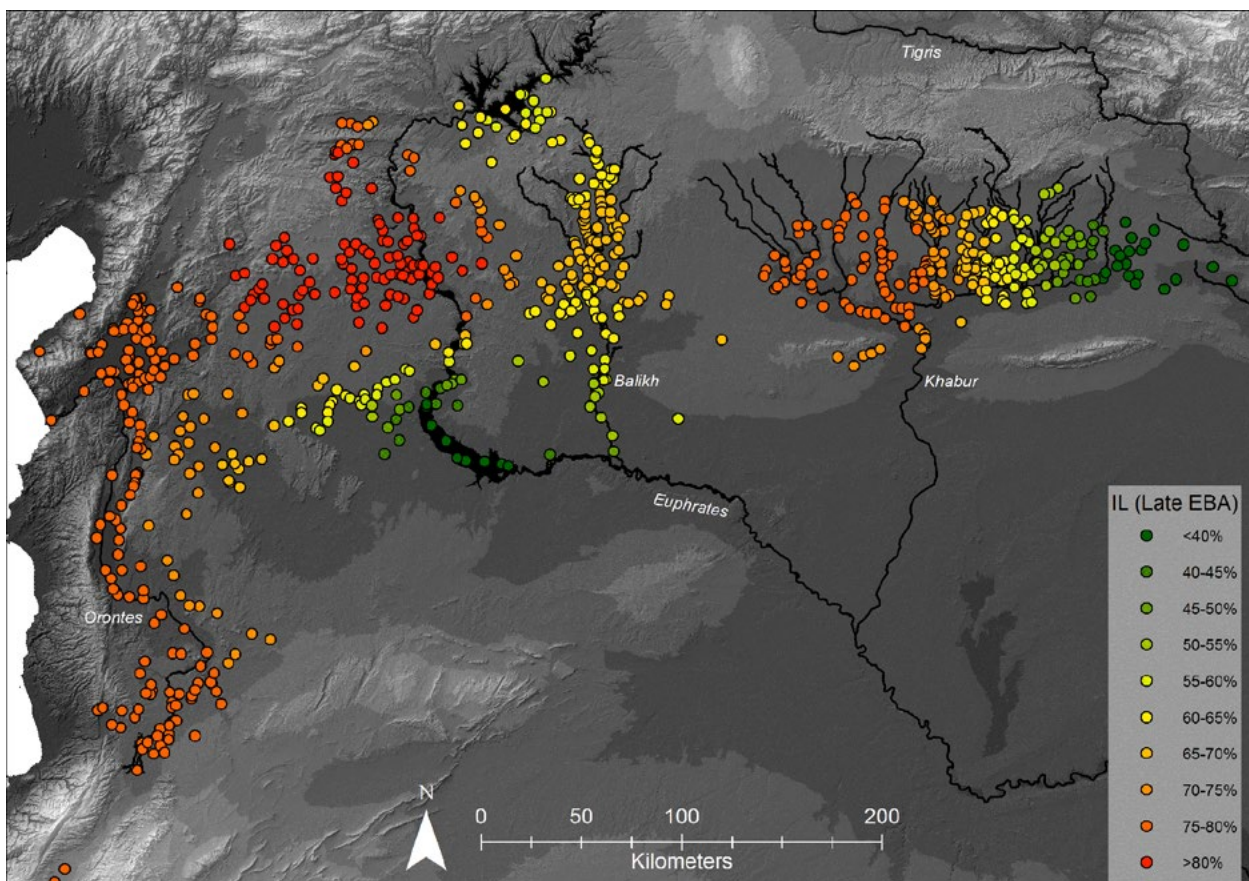 Tigris
Balikh
Khabur
Euphrates
Orontes
IL (Late EBA)
<40%
40-45%
45-50%
50-55%
55-60%
60-65%
65-70%
70-75%
75-80%
>80%
N
0 50 100 200
Kilometers